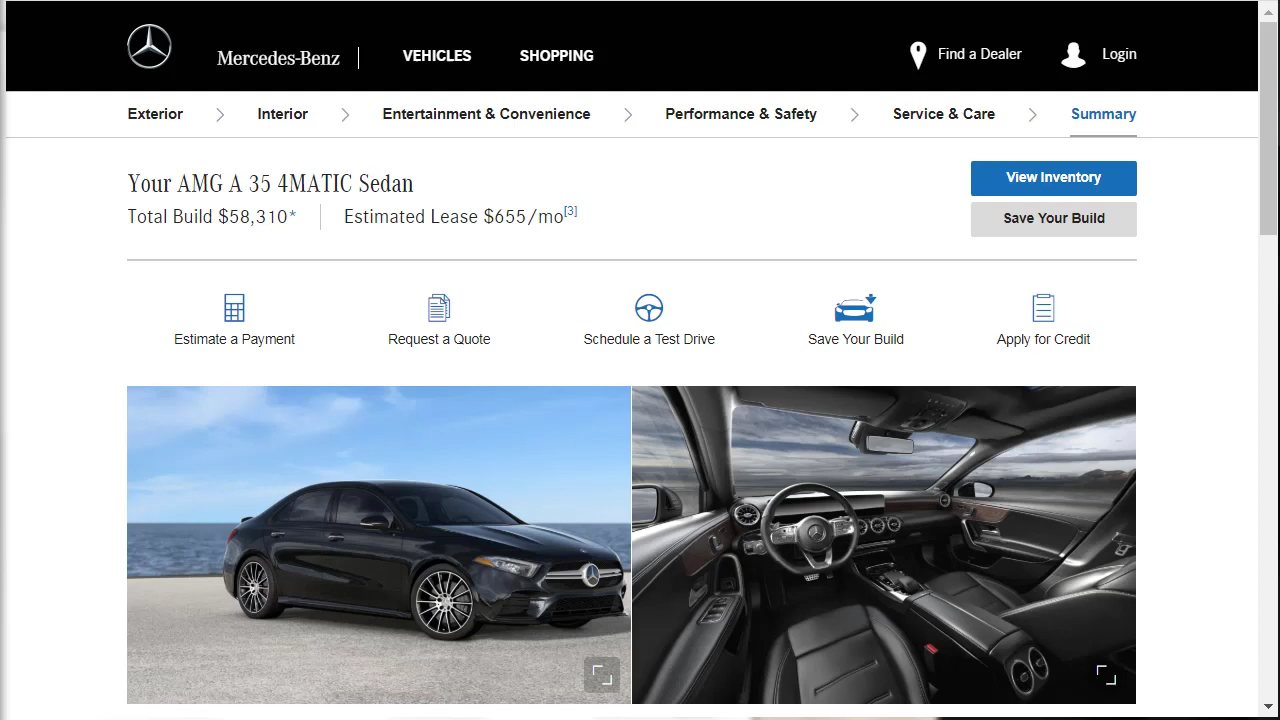 Mercedes-Benz
VEHICLES
SHOPPING
Find a Dealer
Login
Exterior
Interior
Entertainment & Convenience
Performance & Safety
Service & Care
Summary
Your AMG A 35 4MATIC Sedan
View Inventory
Total Build $58,310*
Estimated Lease $655/mo[3]
Save Your Build
Estimate a Payment
Request a Quote
Schedule a Test Drive
Save Your Build
Apply for Credit